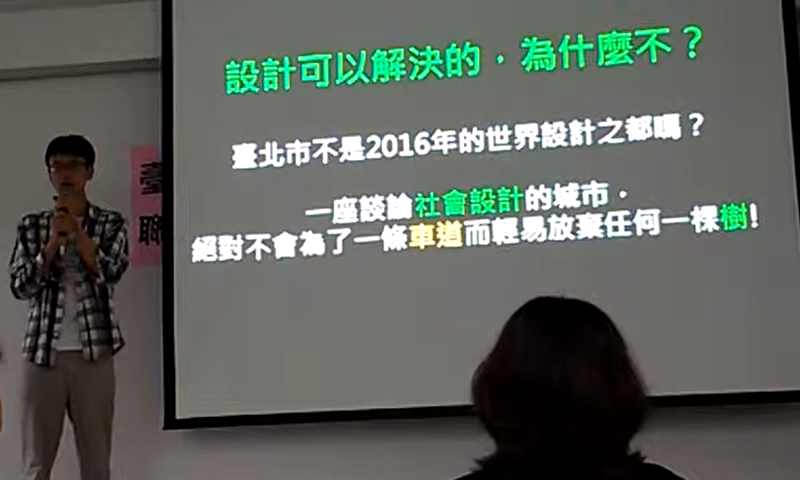 設計可以解決的，為什麼不？
臺北市不是2016年的世界設計之都嗎？
一座談論社會設計的城市，
絕對不會為了一條車道而輕易放棄任何一棵樹！
臺
聯